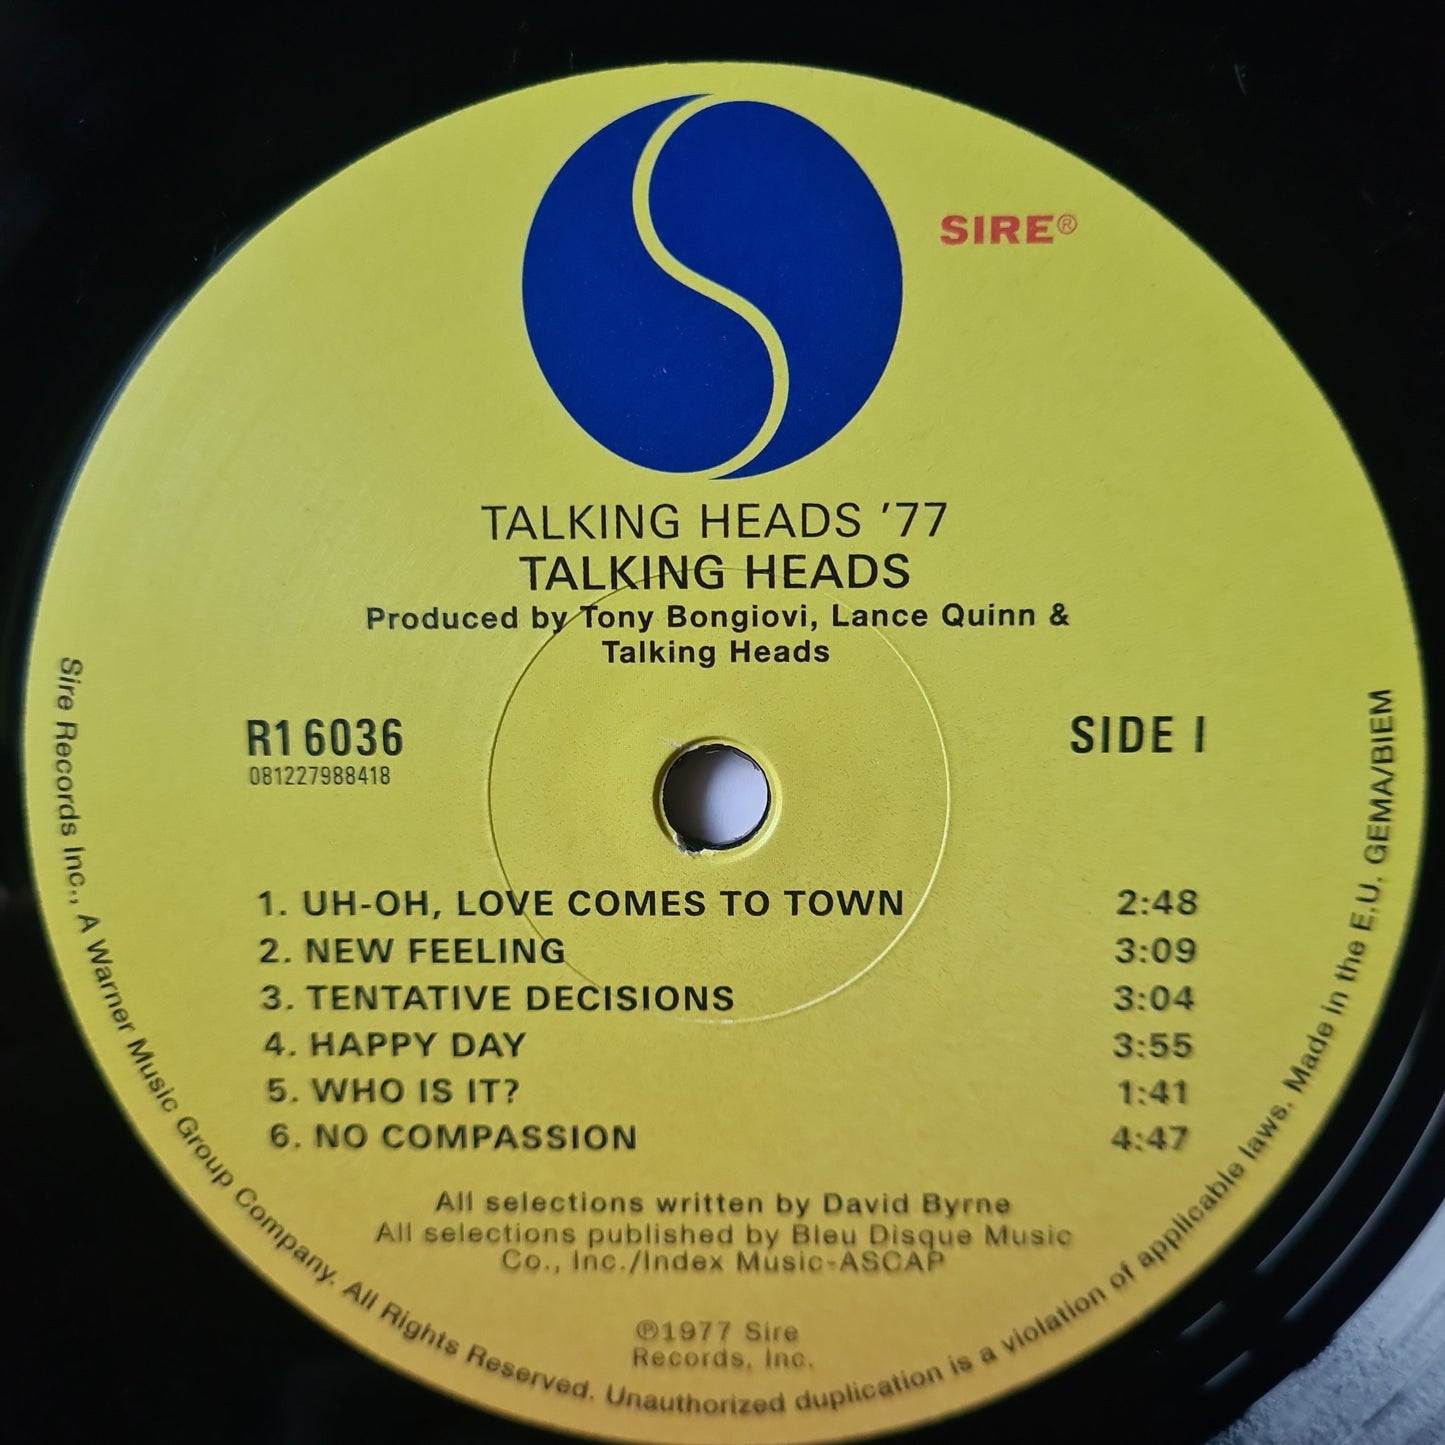 SIRE®
TALKING HEADS '77
TALKING HEADS
Produced by Tony Bongiovi, Lance Quinn &
Talking Heads
R1 6036
081227988418
SIDE I
1. UH-OH, LOVE COMES TO TOWN 2:48
2. NEW FEELING 3:09
3. TENTATIVE DECISIONS 3:04
4. HAPPY DAY 3:55
5. WHO IS IT? 1:41
6. NO COMPASSION 4:47
All selections written by David Byrne
All selections published by Bleu Disque Music
Co., Inc./Index Music-ASCAP
℗1977 Sire
Records, Inc.
Sire Records Inc., A Warner Music Group Company. All Rights Reserved. Unauthorized duplication is a violation of applicable laws. Made in the E.U. GEMA/BIEM